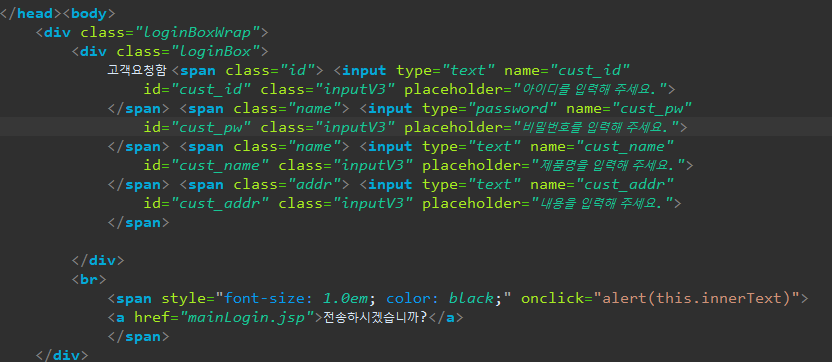 </head><body>
<div class="loginBoxWrap">
<div class="loginBox">
고객요청함 <span class="id"> <input type="text" name="cust_id"
id="cust_id" class="inputV3" placeholder="아이디를 입력해 주세요.">
</span> <span class="name"> <input type="password" name="cust_pw"
id="cust_pw" class="inputV3" placeholder="비밀번호를 입력해 주세요.">
</span> <span class="name"> <input type="text" name="cust_name"
id="cust_name" class="inputV3" placeholder="제품명을 입력해 주세요.">
</span> <span class="addr"> <input type="text" name="cust_addr"
id="cust_addr" class="inputV3" placeholder="내용을 입력해 주세요.">
</span>
</div>
<br>
<span style="font-size: 1.0em; color: black;" onclick="alert(this.innerText)">
<a href="mainLogin.jsp">전송하시겠습니까?</a>
</span>
</div>